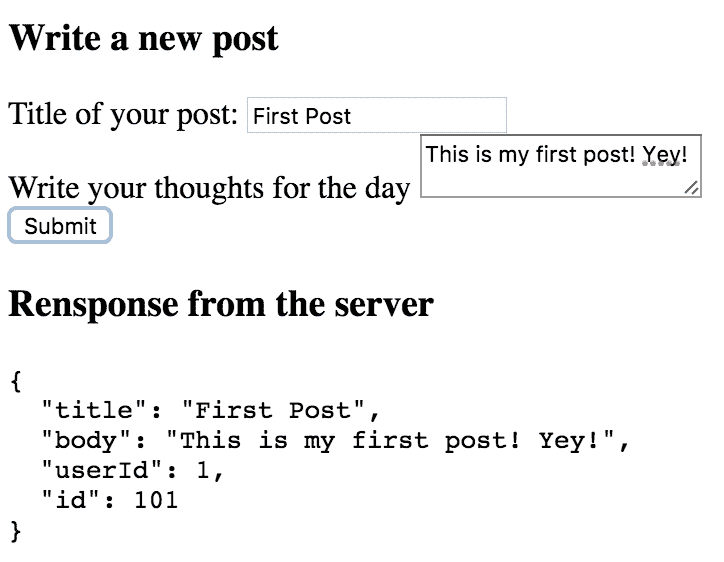 Write a new post
Title of your post: First Post
This is my first post! Yey!
Write your thoughts for the day
Submit
Rensponse from the server
{
  "title": "First Post",
  "body": "This is my first post! Yey!",
  "userId": 1,
  "id": 101
}